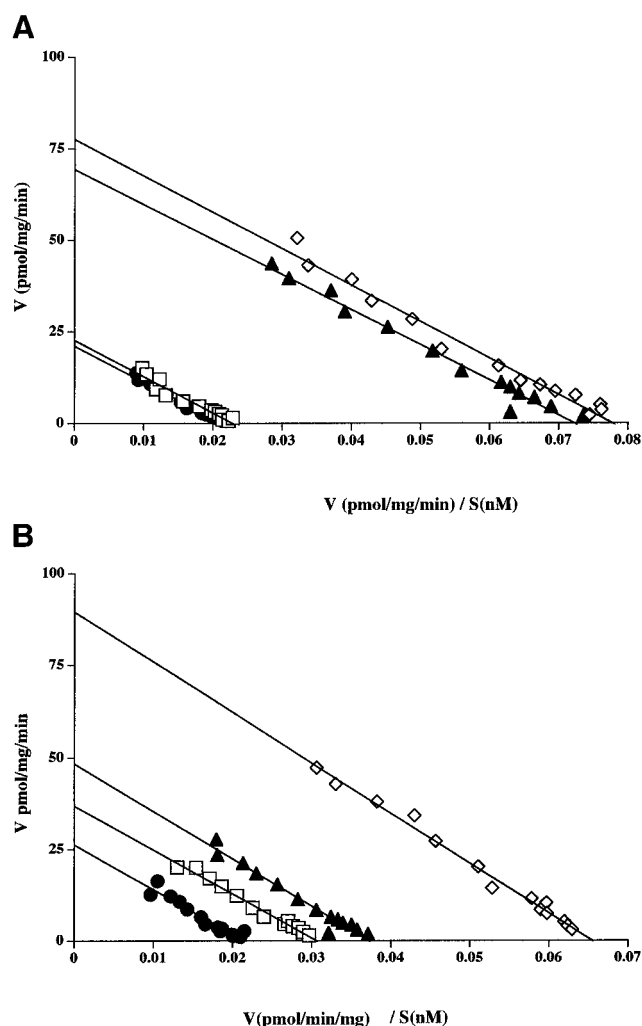 A
100
75
50
25
0
V (pmol/mg/min)
0 0.01 0.02 0.03 0.04 0.05 0.06 0.07 0.08
V (pmol/mg/min) / S(nM)
B
100
75
50
25
0
V pmol/mg/min
0.00 0.01 0.02 0.03 0.04 0.05 0.06 0.07
V(pmol/min/mg) / S(nM)